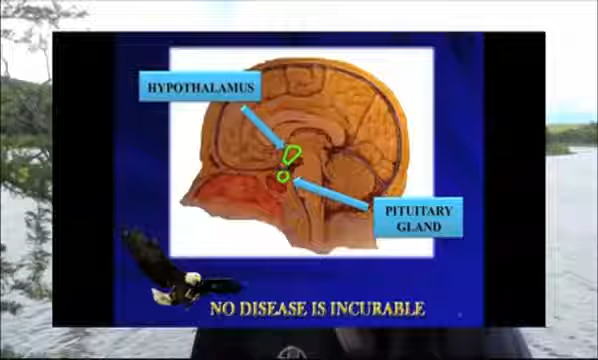 HYPOTHALAMUS
PITUITARY
GLAND
NO DISEASE IS INCURABLE